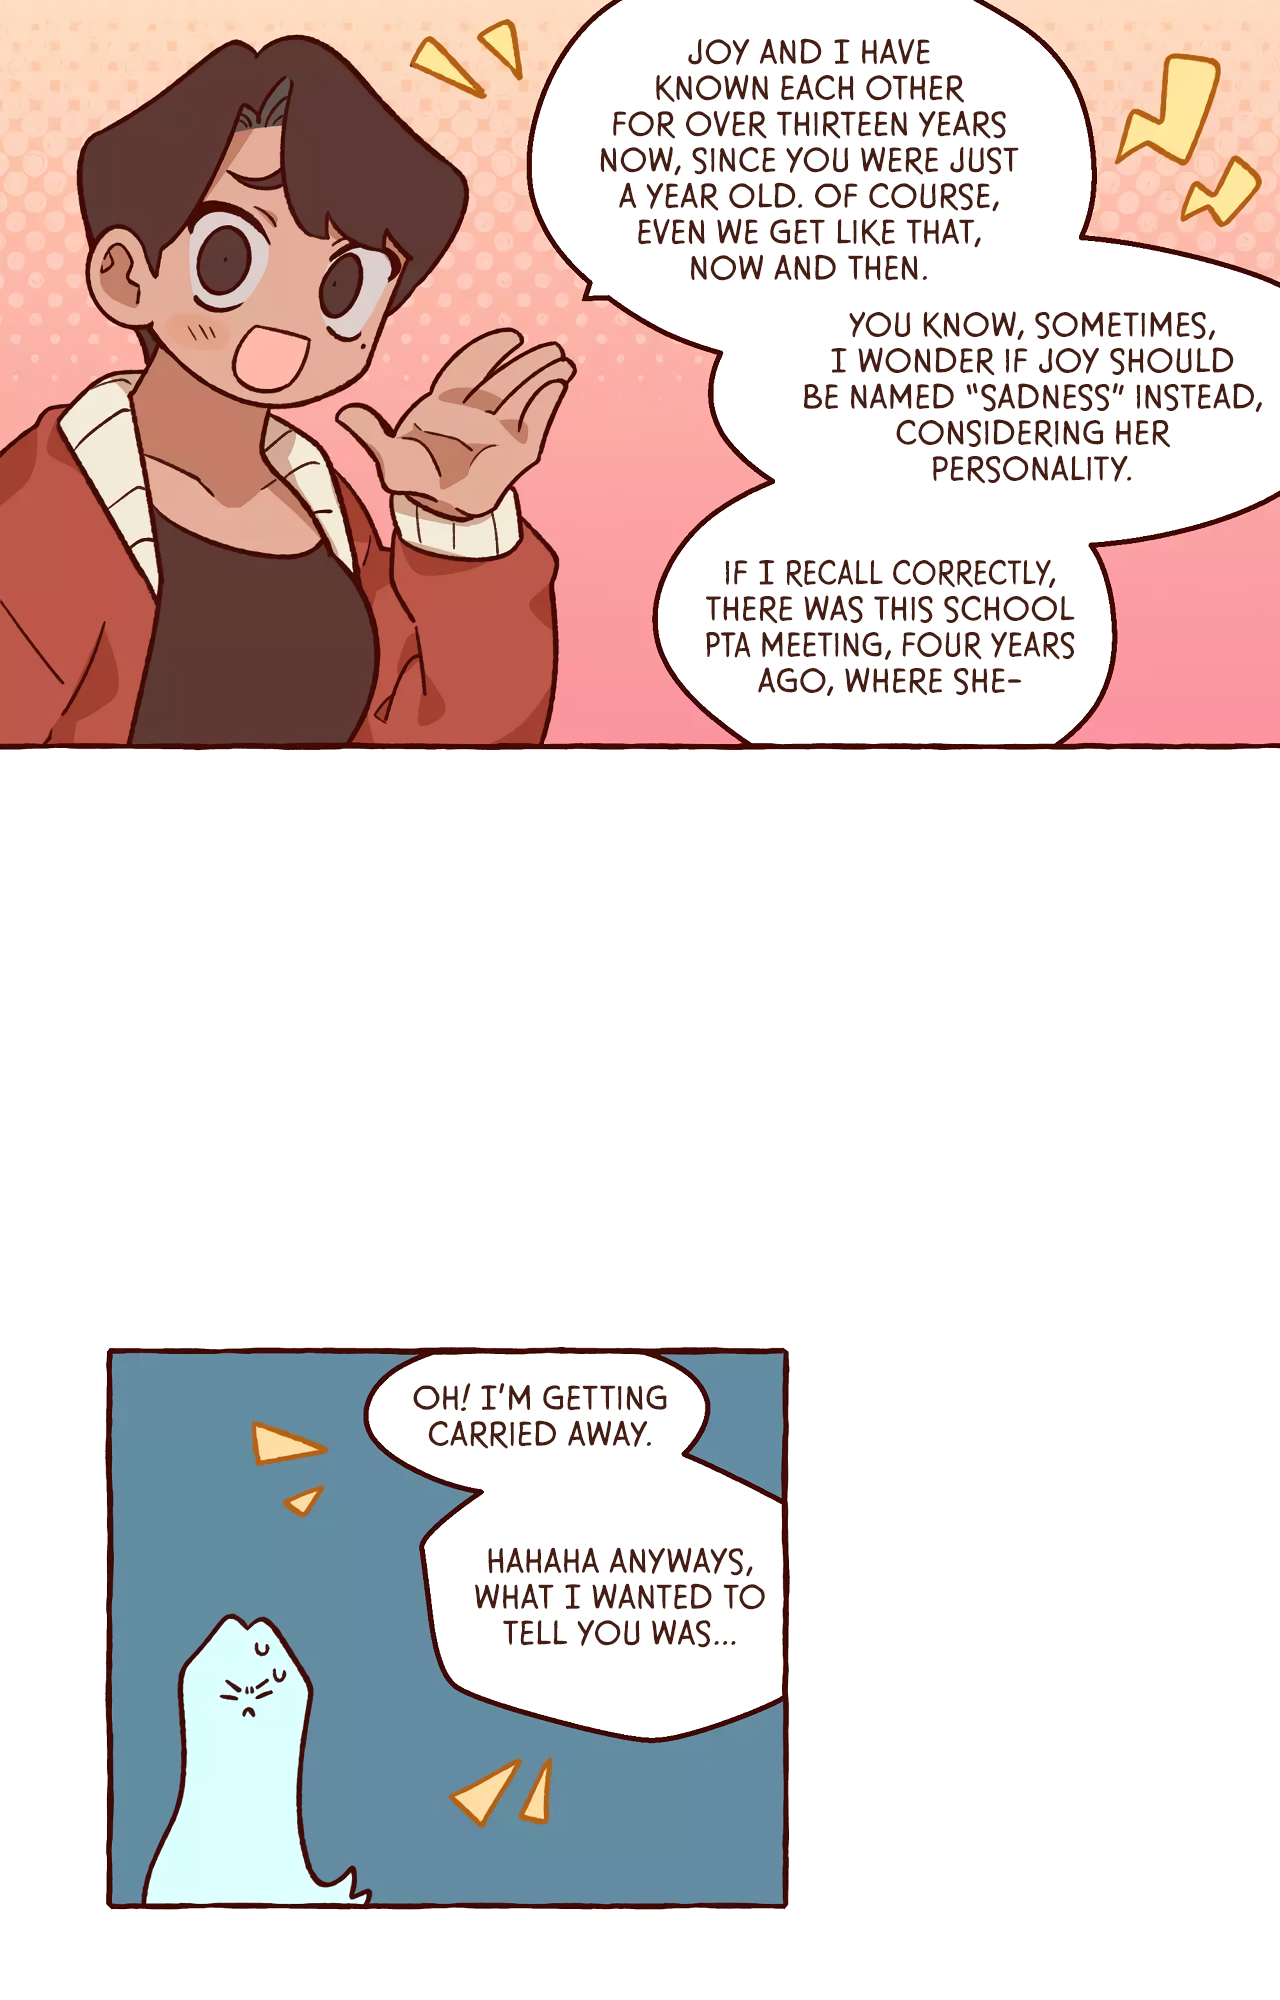 JOY AND I HAVE
KNOWN EACH OTHER
FOR OVER THIRTEEN YEARS
NOW, SINCE YOU WERE JUST
A YEAR OLD. OF COURSE,
EVEN WE GET LIKE THAT,
NOW AND THEN.
YOU KNOW, SOMETIMES,
I WONDER IF JOY SHOULD
BE NAMED “SADNESS” INSTEAD,
CONSIDERING HER
PERSONALITY.
IF I RECALL CORRECTLY,
THERE WAS THIS SCHOOL
PTA MEETING, FOUR YEARS
AGO, WHERE SHE-
OH! I'M GETTING
CARRIED AWAY.
HAHAHA ANYWAYS,
WHAT I WANTED TO
TELL YOU WAS...